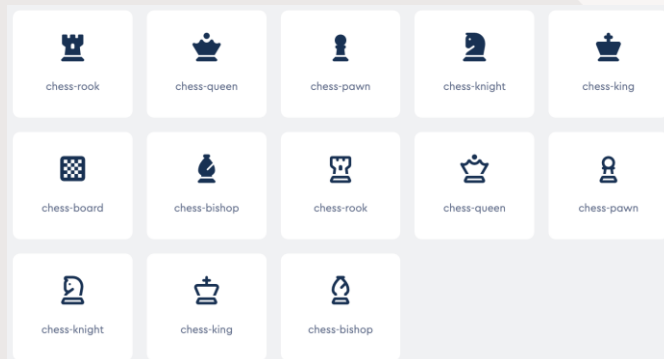 chess-rook
chess-queen
chess-pawn
chess-knight
chess-king
chess-board
chess-bishop
chess-rook
chess-queen
chess-pawn
chess-knight
chess-king
chess-bishop